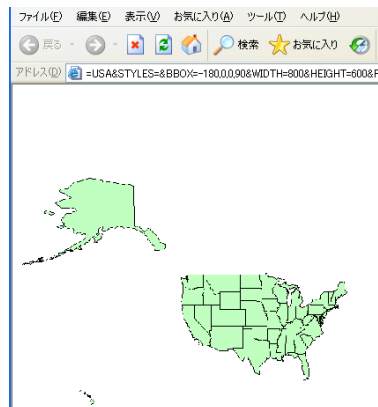 ファイル(F) 編集(E) 表示(V) お気に入り(A) ツール(T) ヘルプ(H)
戻る 検索 お気に入り
アドレス(D) =USA&STYLES=&BBOX=-180,0,0,90&WIDTH=800&HEIGHT=600&F